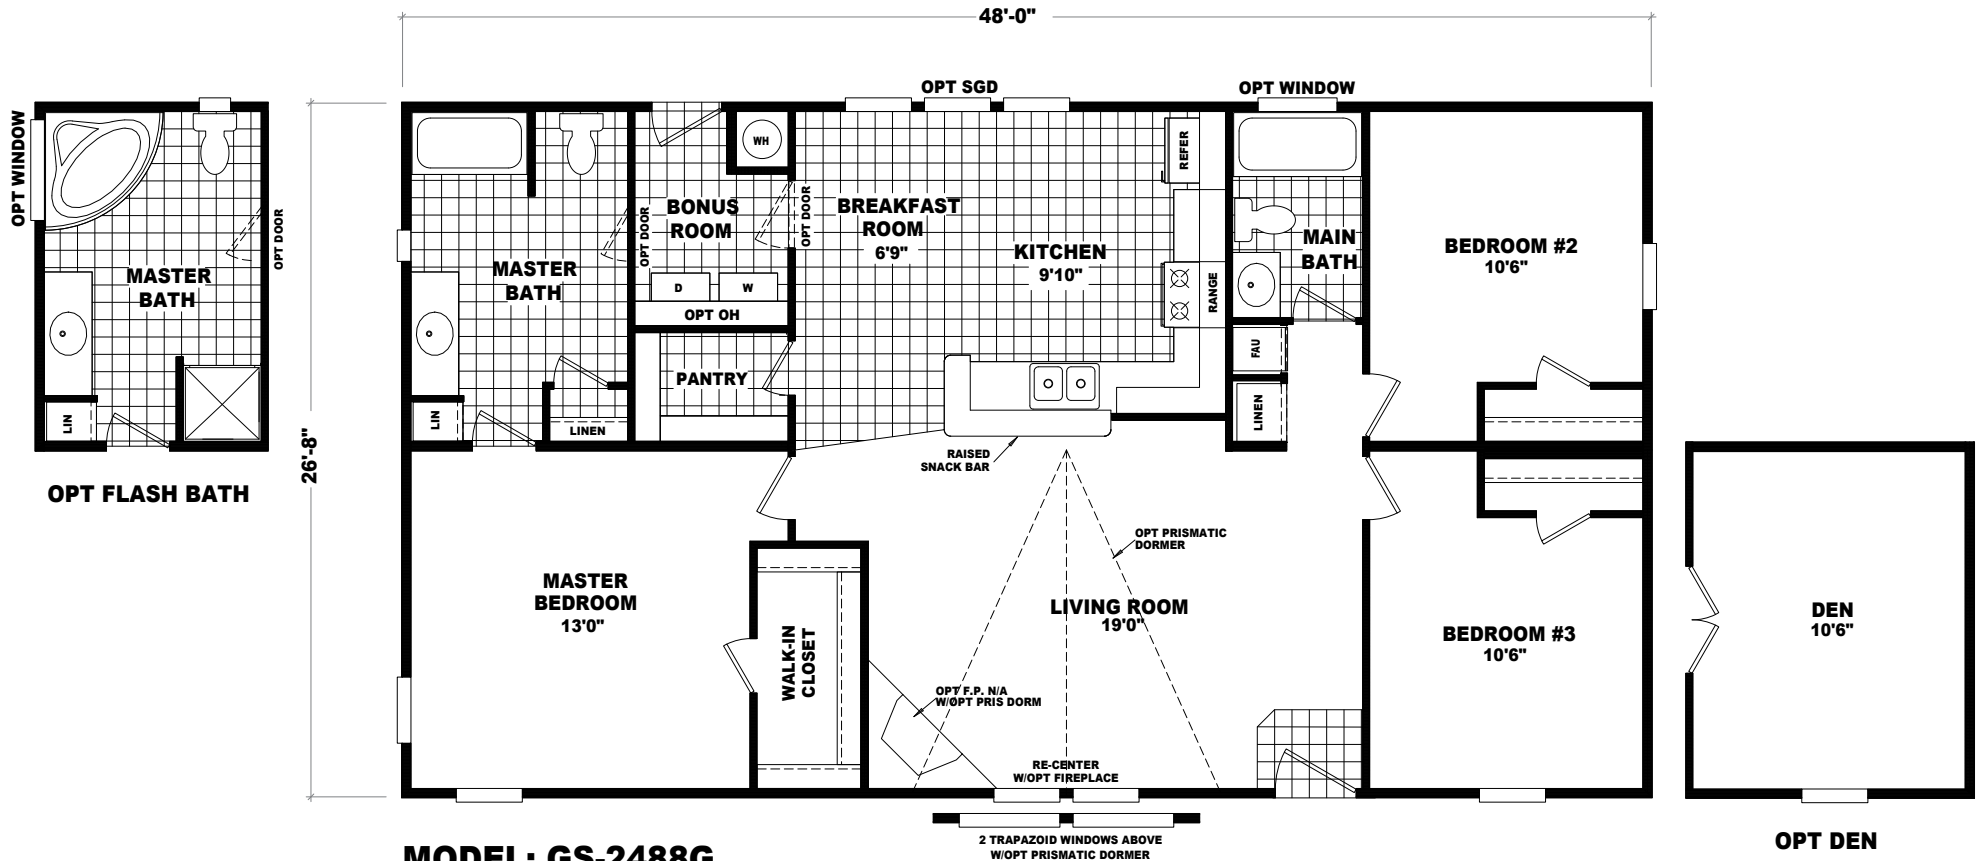 48'-0"
OPT SGD
OPT WINDOW
OPT WINDOW
MASTER
BATH
OPT DOOR
LIN
OPT FLASH BATH
26'-8"
MASTER
BATH
LIN
LINEN
OPT DOOR
BONUS
ROOM
WH
D
W
OPT OH
OPT DOOR
PANTRY
BREAKFAST
ROOM
6'9"
KITCHEN
9'10"
REFER
RANGE
MAIN
BATH
FAU
LINEN
BEDROOM #2
10'6"
RAISED
SNACK BAR
MASTER
BEDROOM
13'0"
WALK-IN
CLOSET
OPT PRISMATIC
DORMER
LIVING ROOM
19'0"
OPT F.P. N/A
W/OPT PRIS DORM
RE-CENTER
W/OPT FIREPLACE
BEDROOM #3
10'6"
DEN
10'6"
OPT DEN
2 TRAPAZOID WINDOWS ABOVE
W/OPT PRISMATIC DORMER
MODEL: GS-2488G